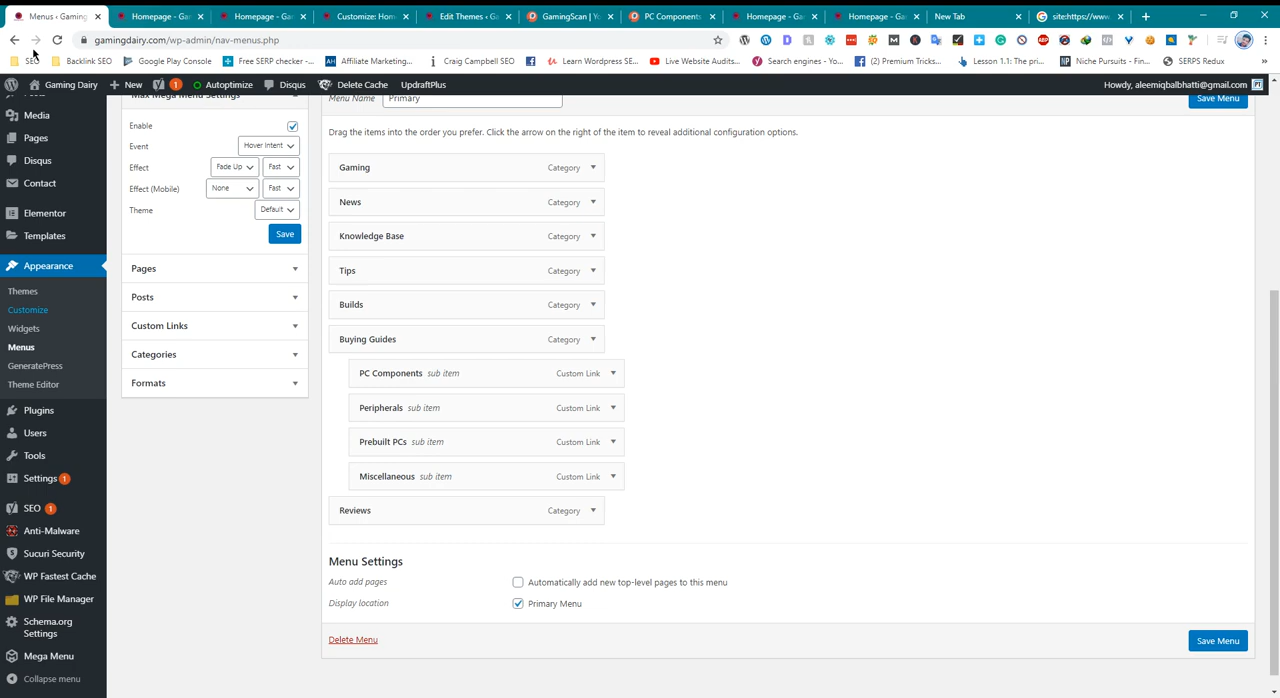 Menus ‹ Gaming
Homepage - Gar
Homepage - Gar
Customize: Hom
Edit Themes ‹ G
GamingScan | Yo
PC Components
Homepage - Gar
Homepage - Gar
New Tab
site:https://www.
gamingdairy.com/wp-admin/nav-menus.php
SEO
Backlink SEO
Google Play Console
Free SERP checker -...
Affiliate Marketing...
Craig Campbell SEO
Learn Wordpress SE...
Live Website Audits...
Search engines - Yo...
(2) Premium Tricks...
Lesson 1.1: The pri...
Niche Pursuits - Fin...
SERPS Redux
Gaming Dairy
New
1
Autoptimize
Disqus
Delete Cache
UpdraftPlus
Howdy, aleemiqbalbhatti@gmail.com
Posts
Media
Pages
Disqus
Contact
Elementor
Templates
Appearance
Themes
Customize
Widgets
Menus
GeneratePress
Theme Editor
Plugins
Users
Tools
Settings 1
SEO 1
Anti-Malware
Sucuri Security
WP Fastest Cache
WP File Manager
Schema.org
Settings
Mega Menu
Collapse menu
Max Mega Menu Settings
Enable
Event Hover Intent
Effect Fade Up Fast
Effect (Mobile) None Fast
Theme Default
Save
Pages
Posts
Custom Links
Categories
Formats
Menu Name Primary
Save Menu
Drag the items into the order you prefer. Click the arrow on the right of the item to reveal additional configuration options.
Gaming Category
News Category
Knowledge Base Category
Tips Category
Builds Category
Buying Guides Category
PC Components sub item Custom Link
Peripherals sub item Custom Link
Prebuilt PCs sub item Custom Link
Miscellaneous sub item Custom Link
Reviews Category
Menu Settings
Auto add pages Automatically add new top-level pages to this menu
Display location Primary Menu
Delete Menu
Save Menu